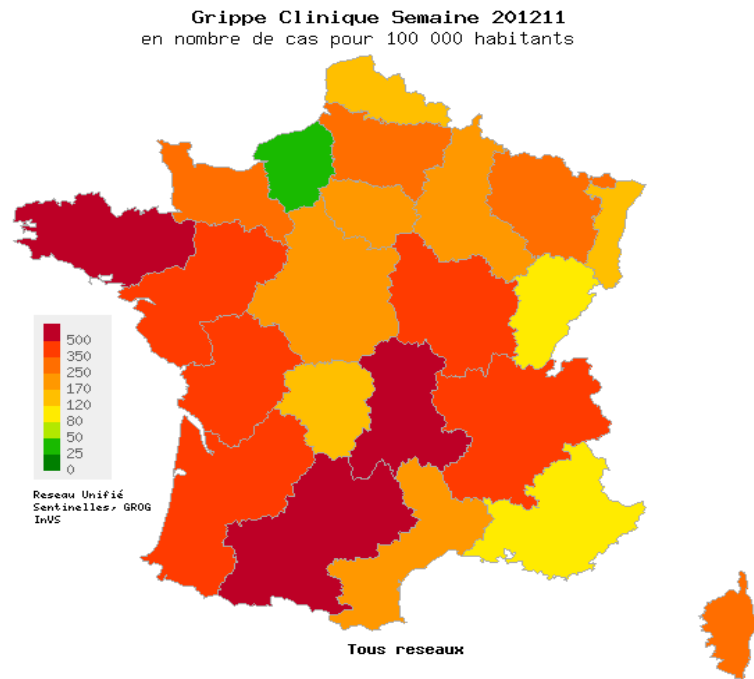 Grippe Clinique Semaine 201211
en nombre de cas pour 100 000 habitants
500
350
250
170
120
80
50
25
0
Reseau Unifié
Sentinelles, GROG
InVS
Tous reseaux